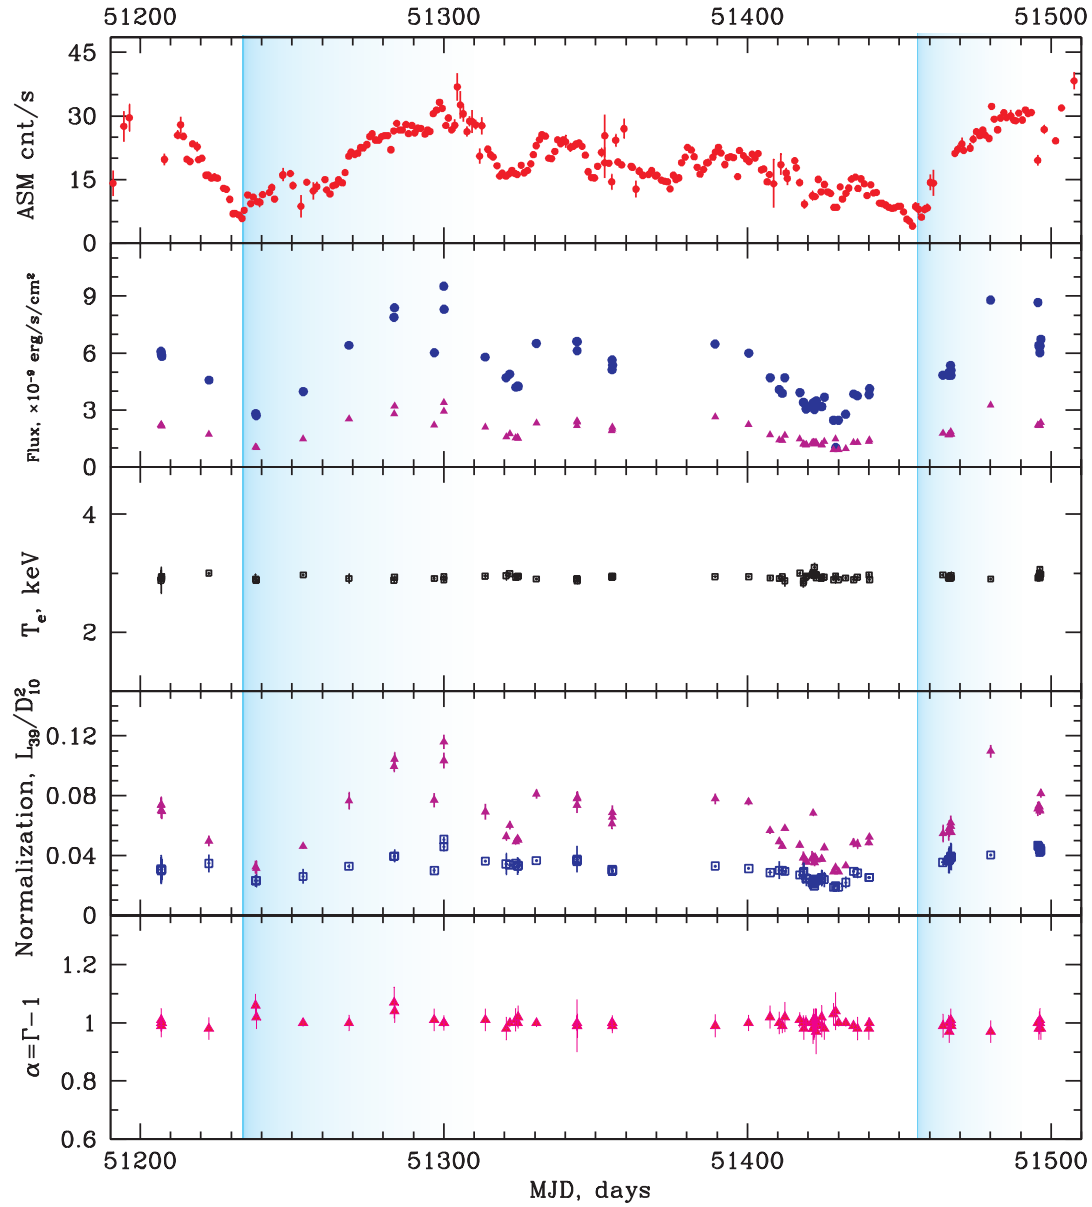 51200 51300 51400 51500
45
30
15
0
ASM cnt/s
9
6
3
0
Flux, ×10⁻⁹ erg/s/cm²
4
2
Tₑ, keV
0.12
0.08
0.04
0
Normalization, L₃₉/D²₁₀
1.2
1
0.8
0.6
α=Γ−1
51200 51300 51400 51500
MJD, days